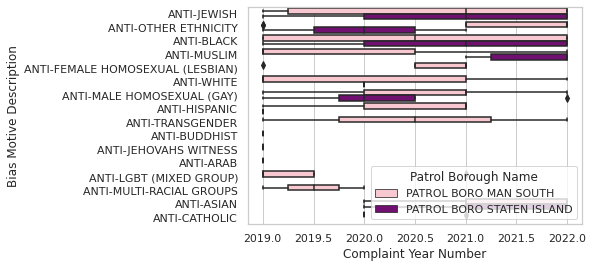 Bias Motive Description
ANTI-JEWISH
ANTI-OTHER ETHNICITY
ANTI-BLACK
ANTI-MUSLIM
ANTI-FEMALE HOMOSEXUAL (LESBIAN)
ANTI-WHITE
ANTI-MALE HOMOSEXUAL (GAY)
ANTI-HISPANIC
ANTI-TRANSGENDER
ANTI-BUDDHIST
ANTI-JEHOVAHS WITNESS
ANTI-ARAB
ANTI-LGBT (MIXED GROUP)
ANTI-MULTI-RACIAL GROUPS
ANTI-ASIAN
ANTI-CATHOLIC
Patrol Borough Name
PATROL BORO MAN SOUTH
PATROL BORO STATEN ISLAND
2019.0 2019.5 2020.0 2020.5 2021.0 2021.5 2022.0
Complaint Year Number